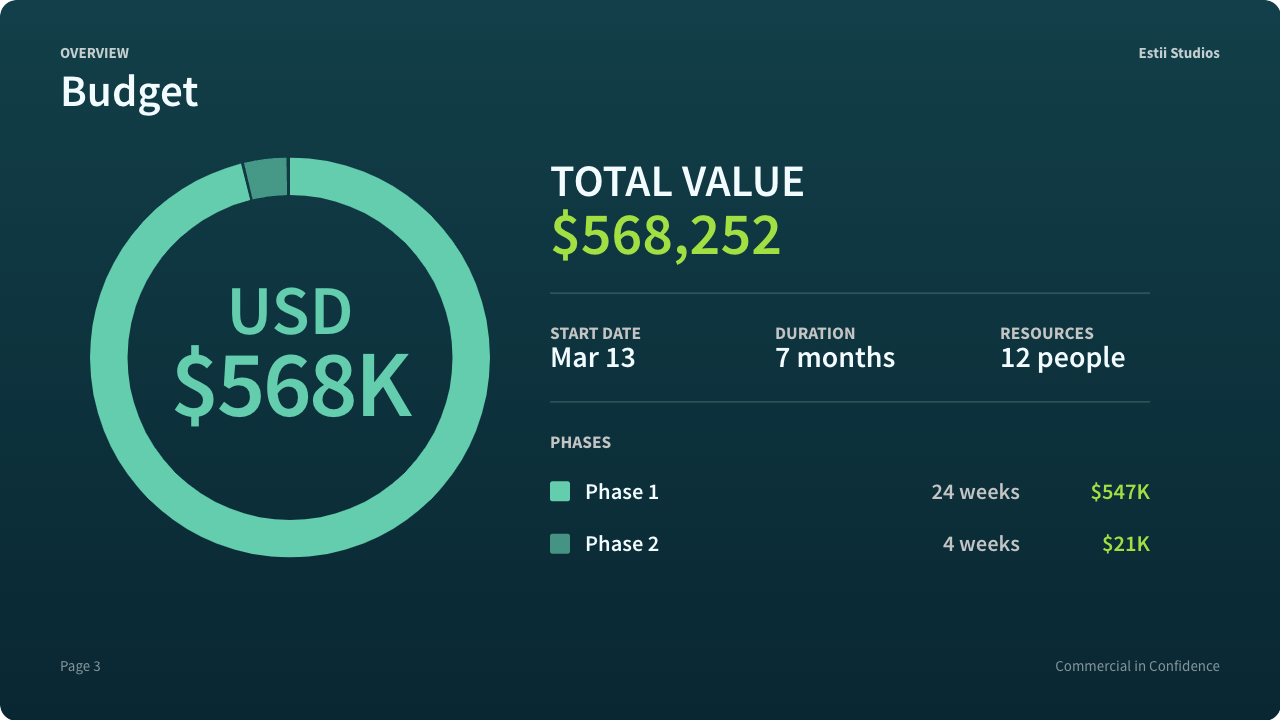 OVERVIEW
Estii Studios
Budget
USD
$568K
TOTAL VALUE
$568,252
START DATE
DURATION
RESOURCES
Mar 13
7 months
12 people
PHASES
Phase 1 24 weeks $547K
Phase 2 4 weeks $21K
Page 3
Commercial in Confidence